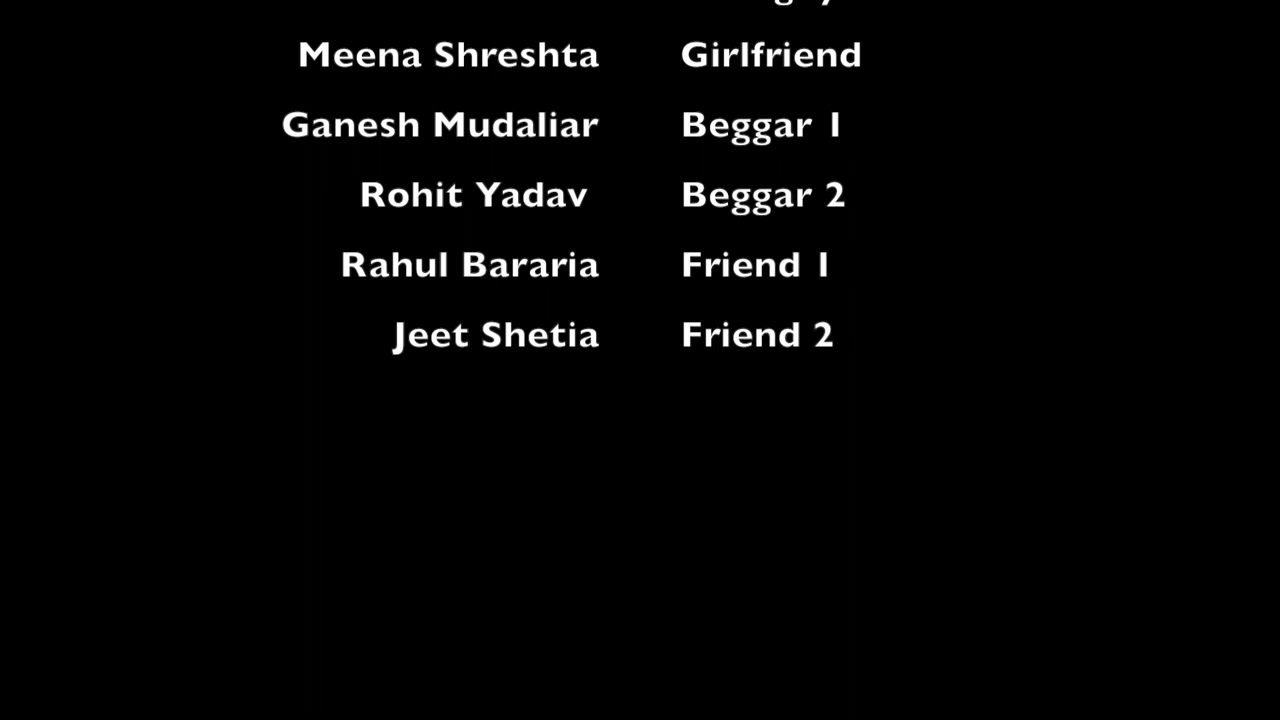 Meena Shreshta Girlfriend
Ganesh Mudaliar Beggar 1
Rohit Yadav Beggar 2
Rahul Bararia Friend 1
Jeet Shetia Friend 2